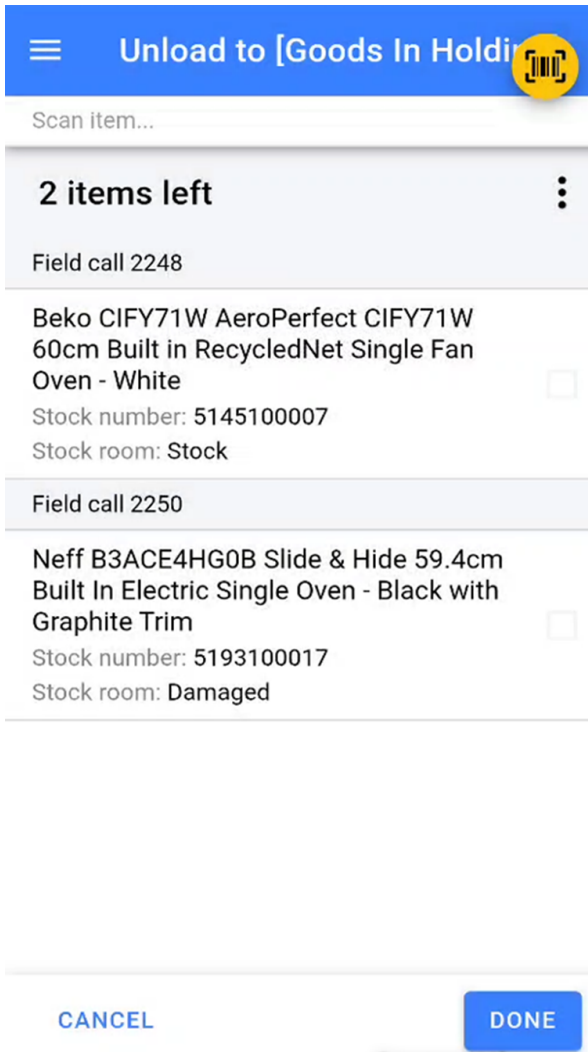 Unload to [Goods In Holdi
Scan item...
2 items left
Field call 2248
Beko CIFY71W AeroPerfect CIFY71W
60cm Built in RecycledNet Single Fan
Oven - White
Stock number: 5145100007
Stock room: Stock
Field call 2250
Neff B3ACE4HG0B Slide & Hide 59.4cm
Built In Electric Single Oven - Black with
Graphite Trim
Stock number: 5193100017
Stock room: Damaged
CANCEL
DONE